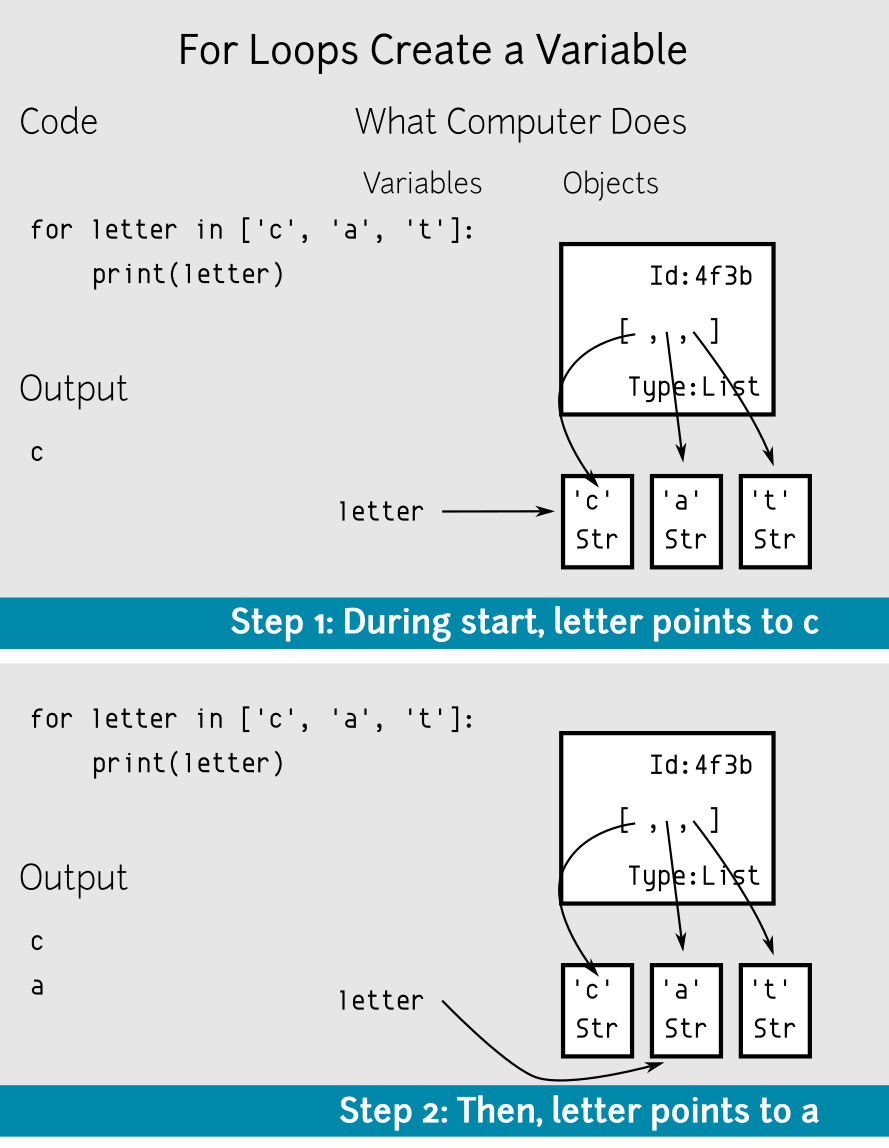 For Loops Create a Variable
Code
What Computer Does
Variables
Objects
for letter in ['c', 'a', 't']:
    print(letter)
Id:4f3b
[ , , ]
Type:List
Output
c
letter
'c'
Str
'a'
Str
't'
Str
Step 1: During start, letter points to c
for letter in ['c', 'a', 't']:
    print(letter)
Id:4f3b
[ , , ]
Type:List
Output
c
a
letter
'c'
Str
'a'
Str
't'
Str
Step 2: Then, letter points to a